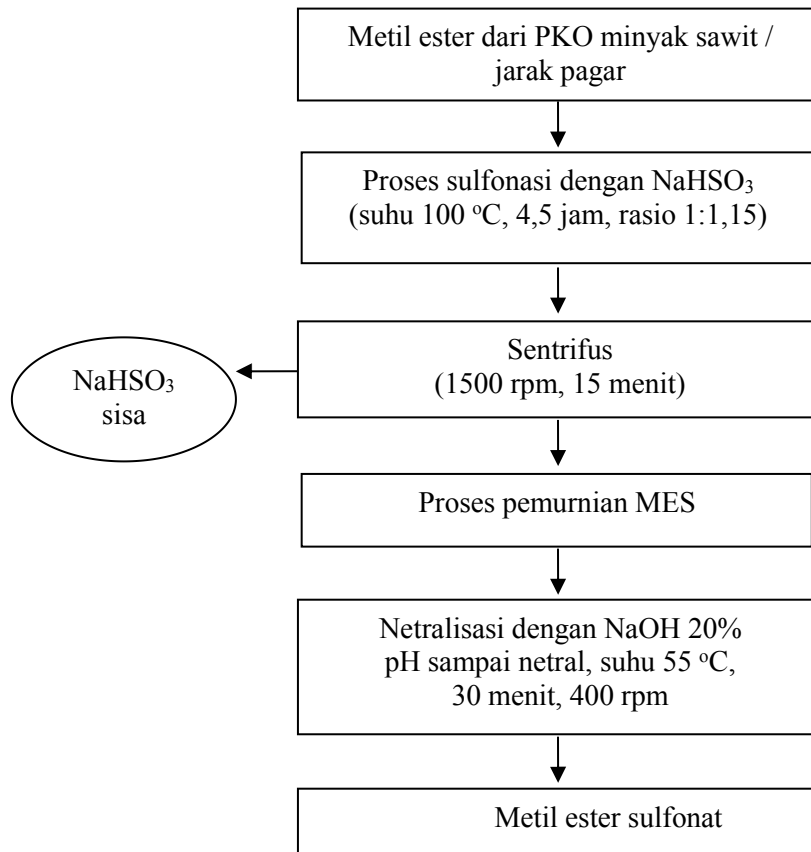 Metil ester dari PKO minyak sawit /
jarak pagar
Proses sulfonasi dengan NaHSO₃
(suhu 100 °C, 4,5 jam, rasio 1:1,15)
Sentrifus
(1500 rpm, 15 menit)
NaHSO₃
sisa
Proses pemurnian MES
Netralisasi dengan NaOH 20%
pH sampai netral, suhu 55 °C,
30 menit, 400 rpm
Metil ester sulfonat